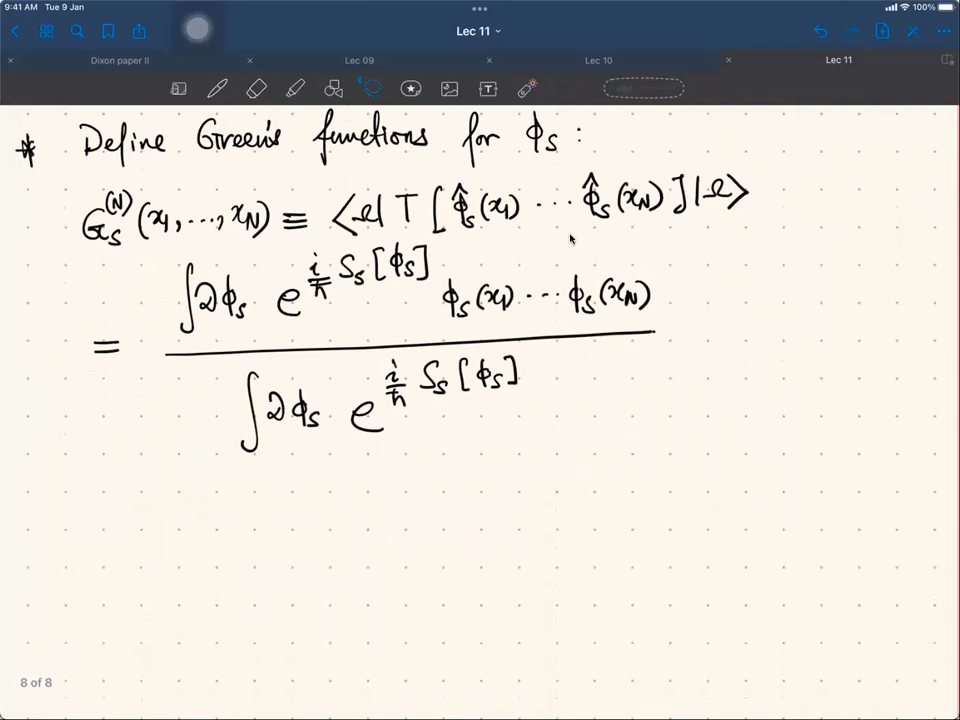 9:41 AM Tue 9 Jan
100%
Lec 11
Dixon paper II
Lec 09
Lec 10
Lec 11
* Define Green's functions for ϕ_S :
G_S^(N) (x_1, ..., x_N) ≡ ⟨Ω| T [ ϕ̂_S(x_1) ··· ϕ̂_S(x_N) ] |Ω⟩
= ∫𝒟ϕ_S e^{i/ħ S_S[ϕ_S]} ϕ_S(x_1) ··· ϕ_S(x_N)
∫𝒟ϕ_S e^{i/ħ S_S[ϕ_S]}
8 of 8